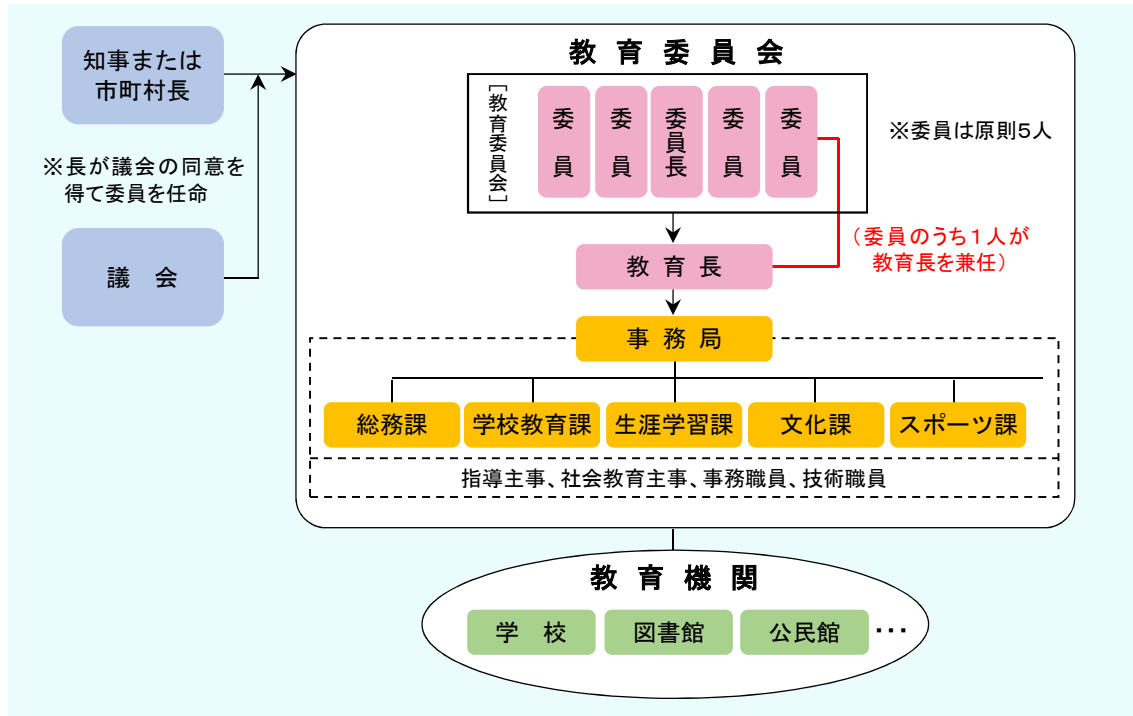 教育委員会
知事または
市町村長
※長が議会の同意を
得て委員を任命
議 会
[教育委員会]
委員
委員
委員長
委員
委員
※委員は原則5人
(委員のうち1人が
教育長を兼任)
教 育 長
事 務 局
総務課
学校教育課
生涯学習課
文化課
スポーツ課
指導主事、社会教育主事、事務職員、技術職員
教 育 機 関
学 校
図書館
公民館
・・・